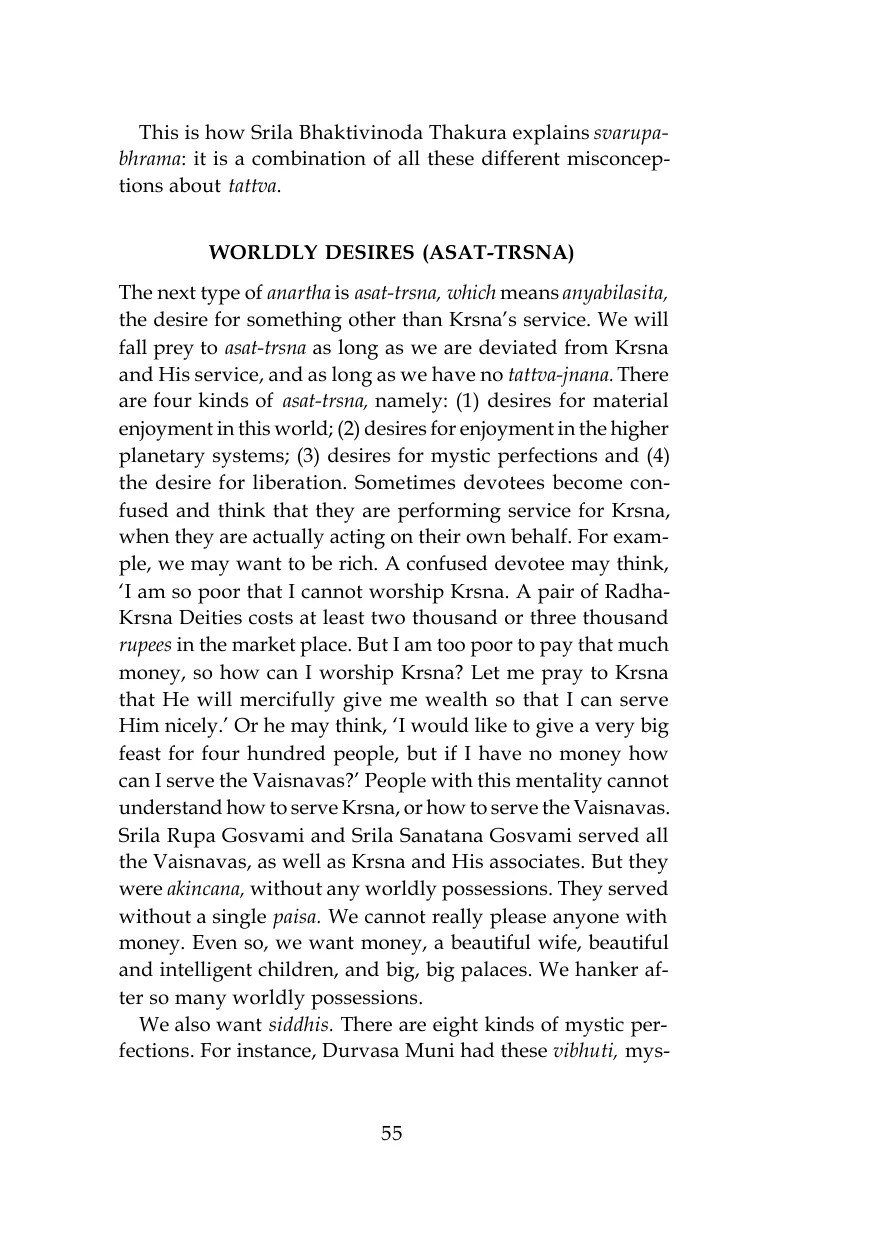 This is how Srila Bhaktivinoda Thakura explains svarupa-
bhrama: it is a combination of all these different misconcep-
tions about tattva.
WORLDLY DESIRES (ASAT-TRSNA)
The next type of anartha is asat-trsna, which means anyabilasita,
the desire for something other than Krsna’s service. We will
fall prey to asat-trsna as long as we are deviated from Krsna
and His service, and as long as we have no tattva-jnana. There
are four kinds of asat-trsna, namely: (1) desires for material
enjoyment in this world; (2) desires for enjoyment in the higher
planetary systems; (3) desires for mystic perfections and (4)
the desire for liberation. Sometimes devotees become con-
fused and think that they are performing service for Krsna,
when they are actually acting on their own behalf. For exam-
ple, we may want to be rich. A confused devotee may think,
‘I am so poor that I cannot worship Krsna. A pair of Radha-
Krsna Deities costs at least two thousand or three thousand
rupees in the market place. But I am too poor to pay that much
money, so how can I worship Krsna? Let me pray to Krsna
that He will mercifully give me wealth so that I can serve
Him nicely.’ Or he may think, ‘I would like to give a very big
feast for four hundred people, but if I have no money how
can I serve the Vaisnavas?’ People with this mentality cannot
understand how to serve Krsna, or how to serve the Vaisnavas.
Srila Rupa Gosvami and Srila Sanatana Gosvami served all
the Vaisnavas, as well as Krsna and His associates. But they
were akincana, without any worldly possessions. They served
without a single paisa. We cannot really please anyone with
money. Even so, we want money, a beautiful wife, beautiful
and intelligent children, and big, big palaces. We hanker af-
ter so many worldly possessions.
We also want siddhis. There are eight kinds of mystic per-
fections. For instance, Durvasa Muni had these vibhuti, mys-
55